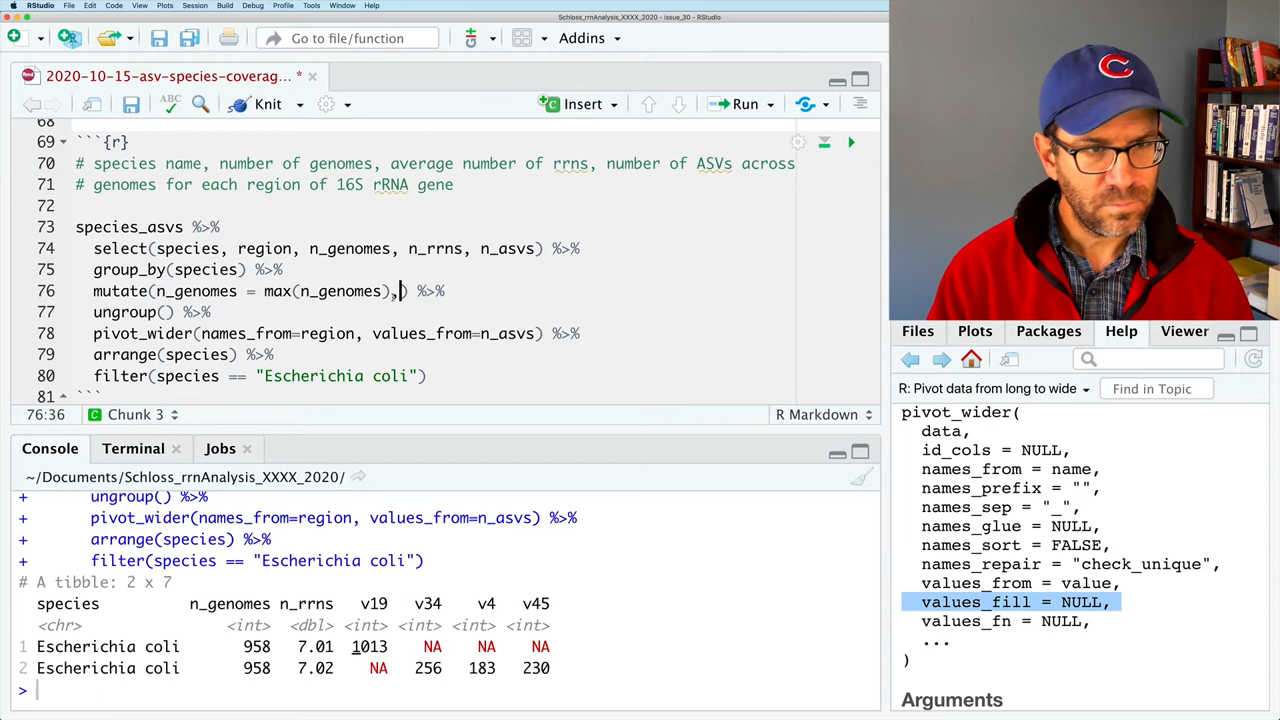 RStudio File Edit Code View Plots Session Build Debug Profile Tools Window Help
Schloss_rrnAnalysis_XXXX_2020 - issue_30 - RStudio
Go to file/function Addins
2020-10-15-asv-species-coverag... *
ABC Knit Insert Run
68
69 ```{r}
70 # species name, number of genomes, average number of rrns, number of ASVs across
71 # genomes for each region of 16S rRNA gene
72
73 species_asvs %>%
74 select(species, region, n_genomes, n_rrns, n_asvs) %>%
75 group_by(species) %>%
76 mutate(n_genomes = max(n_genomes),) %>%
77 ungroup() %>%
78 pivot_wider(names_from=region, values_from=n_asvs) %>%
79 arrange(species) %>%
80 filter(species == "Escherichia coli")
81 ```
76:36 C Chunk 3 R Markdown
Console Terminal Jobs
~/Documents/Schloss_rrnAnalysis_XXXX_2020/
+ ungroup() %>%
+ pivot_wider(names_from=region, values_from=n_asvs) %>%
+ arrange(species) %>%
+ filter(species == "Escherichia coli")
# A tibble: 2 x 7
species n_genomes n_rrns v19 v34 v4 v45
<chr> <int> <dbl> <int> <int> <int> <int>
1 Escherichia coli 958 7.01 1013 NA NA NA
2 Escherichia coli 958 7.02 NA 256 183 230
>
C
Files Plots Packages Help Viewer
R: Pivot data from long to wide Find in Topic
pivot_wider(
data,
id_cols = NULL,
names_from = name,
names_prefix = "",
names_sep = "_",
names_glue = NULL,
names_sort = FALSE,
names_repair = "check_unique",
values_from = value,
values_fill = NULL,
values_fn = NULL,
...
)
Arguments